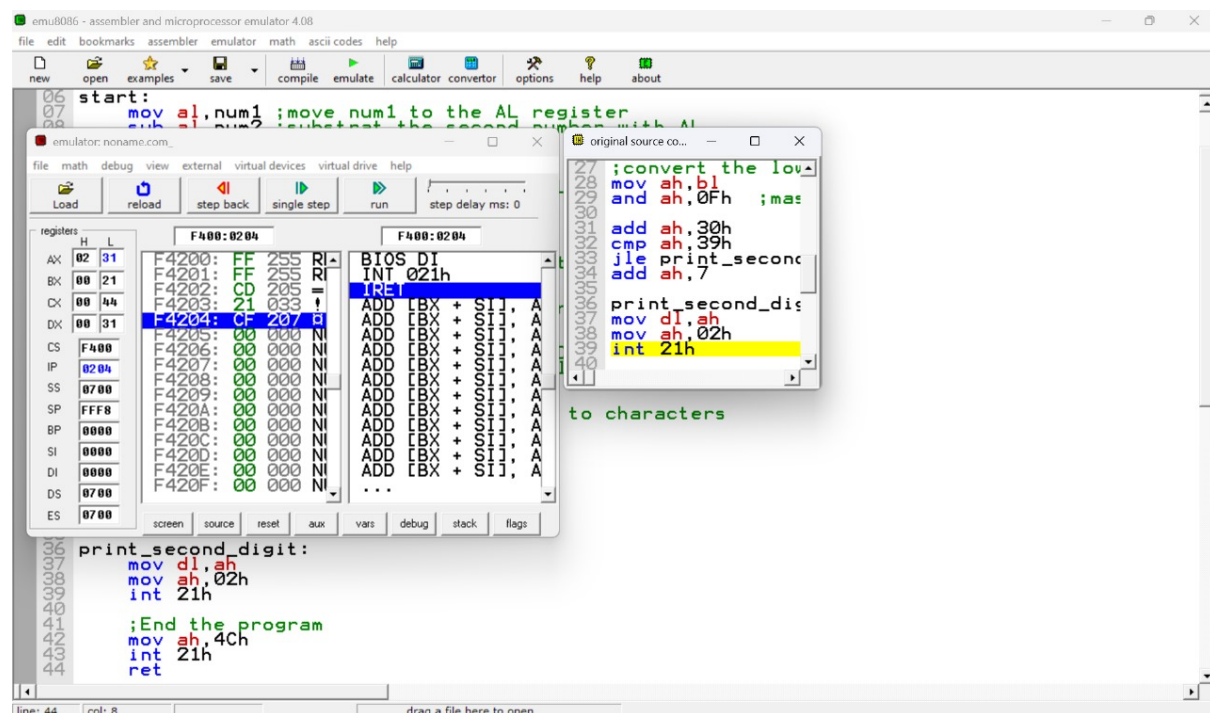 emu8086 - assembler and microprocessor emulator 4.08
file edit bookmarks assembler emulator math ascii codes help
new open examples save compile emulate calculator convertor options help about
06 start:
07 mov al,num1 ;move num1 to the AL register
08 sub al num2 ;substrat the second number with AL
emulator: noname.com_
file math debug view external virtual devices virtual drive help
Load reload step back single step run step delay ms: 0
registers
H L
F400:0204 F400:0204
AX 02 31
BX 00 21
CX 00 44
DX 00 31
CS F400
IP 0204
SS 0700
SP FFF8
BP 0000
SI 0000
DI 0000
DS 0700
ES 0700
F4200: FF 255
F4201: FF 255
F4202: CD 205 =
F4203: 21 033 !
F4204: CF 207 ¤
F4205: 00 000
F4206: 00 000
F4207: 00 000
F4208: 00 000
F4209: 00 000
F420A: 00 000
F420B: 00 000
F420C: 00 000
F420D: 00 000
F420E: 00 000
F420F: 00 000
BIOS DI
INT 021h
IRET
ADD [BX + SI], A
ADD [BX + SI], A
ADD [BX + SI], A
ADD [BX + SI], A
ADD [BX + SI], A
ADD [BX + SI], A
ADD [BX + SI], A
ADD [BX + SI], A
ADD [BX + SI], A
ADD [BX + SI], A
ADD [BX + SI], A
ADD [BX + SI], A
...
screen source reset aux vars debug stack flags
original source co...
27 ;convert the low
28 mov ah,bl
29 and ah,0Fh ;mas
30
31 add ah,30h
32 cmp ah,39h
33 jle print_second
34 add ah,7
35
36 print_second_dig
37 mov dl,ah
38 mov ah,02h
39 int 21h
40
to characters
36 print_second_digit:
37 mov dl,ah
38 mov ah,02h
39 int 21h
40
41 ;End the program
42 mov ah,4Ch
43 int 21h
44 ret
line: 44 col: 8 drag a file here to open